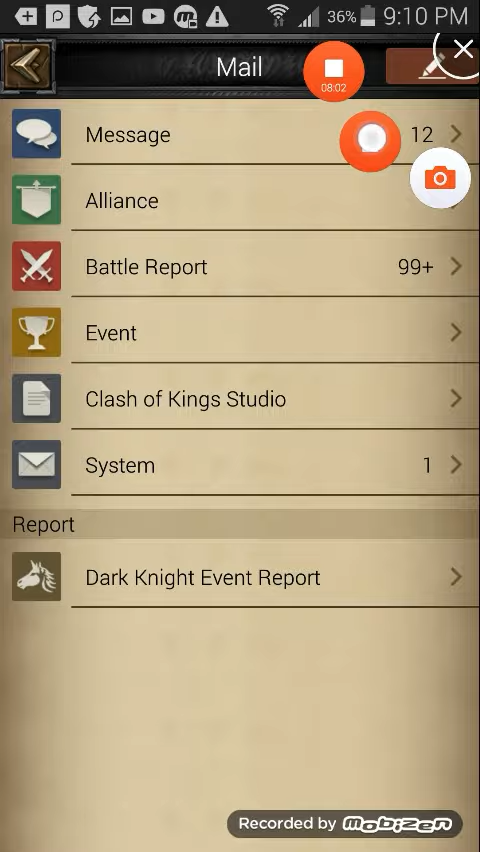 36% 9:10 PM
Mail
08:02
Message 12
Alliance
Battle Report 99+
Event
Clash of Kings Studio
System 1
Report
Dark Knight Event Report
Recorded by mobizen